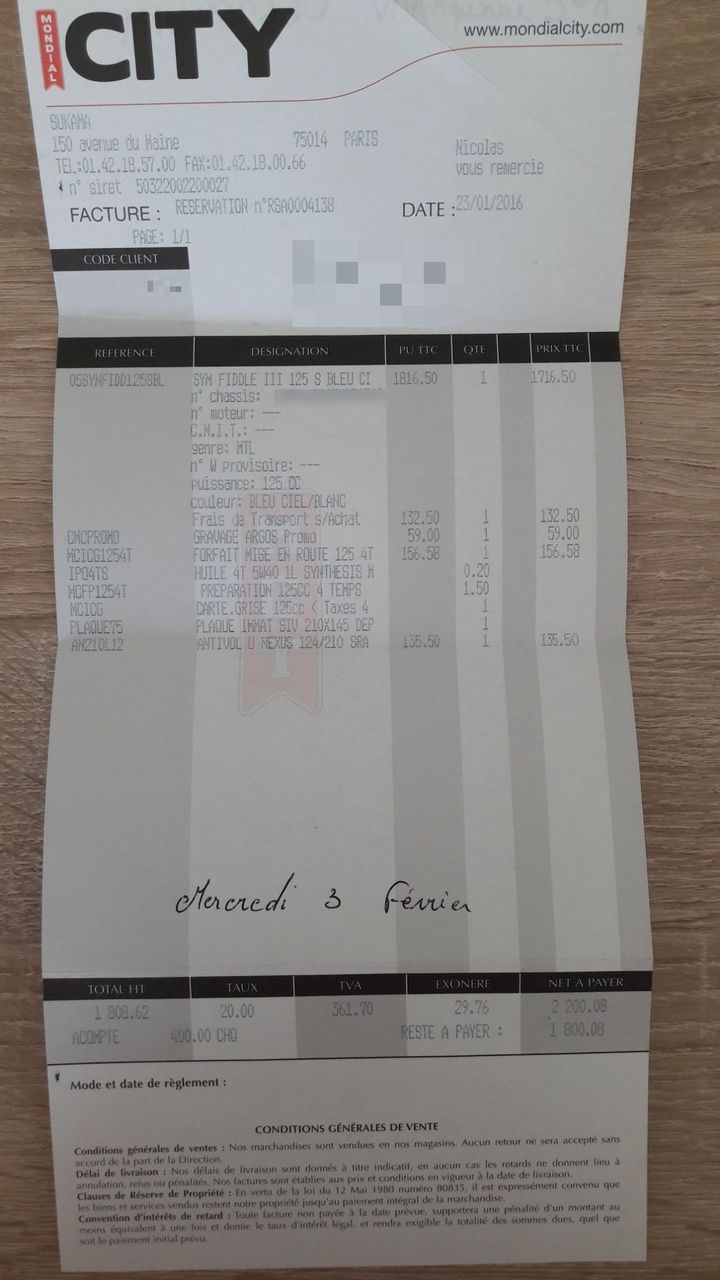 MONDIAL CITY www.mondialcity.com
SUKAMA
150 avenue du Maine 75014 PARIS Nicolas
TEL:01.42.18.57.00 FAX:01.42.18.00.66 vous remercie
n° siret 50322002200027
FACTURE : RESERVATION n°RSA0004138 DATE :23/01/2016
PAGE: 1/1
CODE CLIENT
REFERENCE DESIGNATION PU TTC QTE PRIX TTC
05SYMFIDD125SBL SYM FIDDLE III 125 S BLEU CI 1816.50 1 1716.50
n° chassis:
n° moteur: ---
C.N.I.T.: ---
genre: MTL
n° W provisoire: ---
puissance: 125 CC
couleur: BLEU CIEL/BLANC
Frais de Transport s/Achat 132.50 1 132.50
CMCPROMO GRAVAGE ARGOS Promo 59.00 1 59.00
MCICG1254T FORFAIT MISE EN ROUTE 125 4T 156.58 1 156.58
IPO4TS HUILE 4T 5W40 1L SYNTHESIS M 0.20
MCFP1254T PREPARATION 125CC 4 TEMPS 1.50
MCICG CARTE.GRISE 125cc < Taxes 4 1
PLAQUE75 PLAQUE IMMAT SIV 210X145 DEP 1
AN210L12 ANTIVOL U NEXUS 124/210 SRA 135.50 1 135.50
Mercredi 3 Février
TOTAL HT TAUX TVA EXONERE NET A PAYER
1 808.62 20.00 361.70 29.76 2 200.08
ACOMPTE 400.00 CHQ RESTE A PAYER : 1 800.08
Mode et date de règlement :
CONDITIONS GÉNÉRALES DE VENTE
Conditions générales de ventes : Nos marchandises sont vendues en nos magasins. Aucun retour ne sera accepté sans
accord de la part de la Direction.
Délai de livraison : Nos délais de livraison sont donnés à titre indicatif, en aucun cas les retards ne donnent lieu à
annulation, refus ou pénalités. Nos factures sont établies aux prix et conditions en vigueur à la date de livraison.
Clauses de Réserve de Propriété : En vertu de la loi du 12 Mai 1980 numéro 80835, il est expressément convenu que
les biens et services vendus restent notre propriété jusqu'au paiement intégral de la marchandise.
Convention d'intérêts de retard : Toute facture non payée à la date prévue, supportera une pénalité d'un montant au
moins équivalent à une fois et demie le taux d'intérêt légal, et rendra exigible la totalité des sommes dues, quel que
soit le paiement initial prévu.